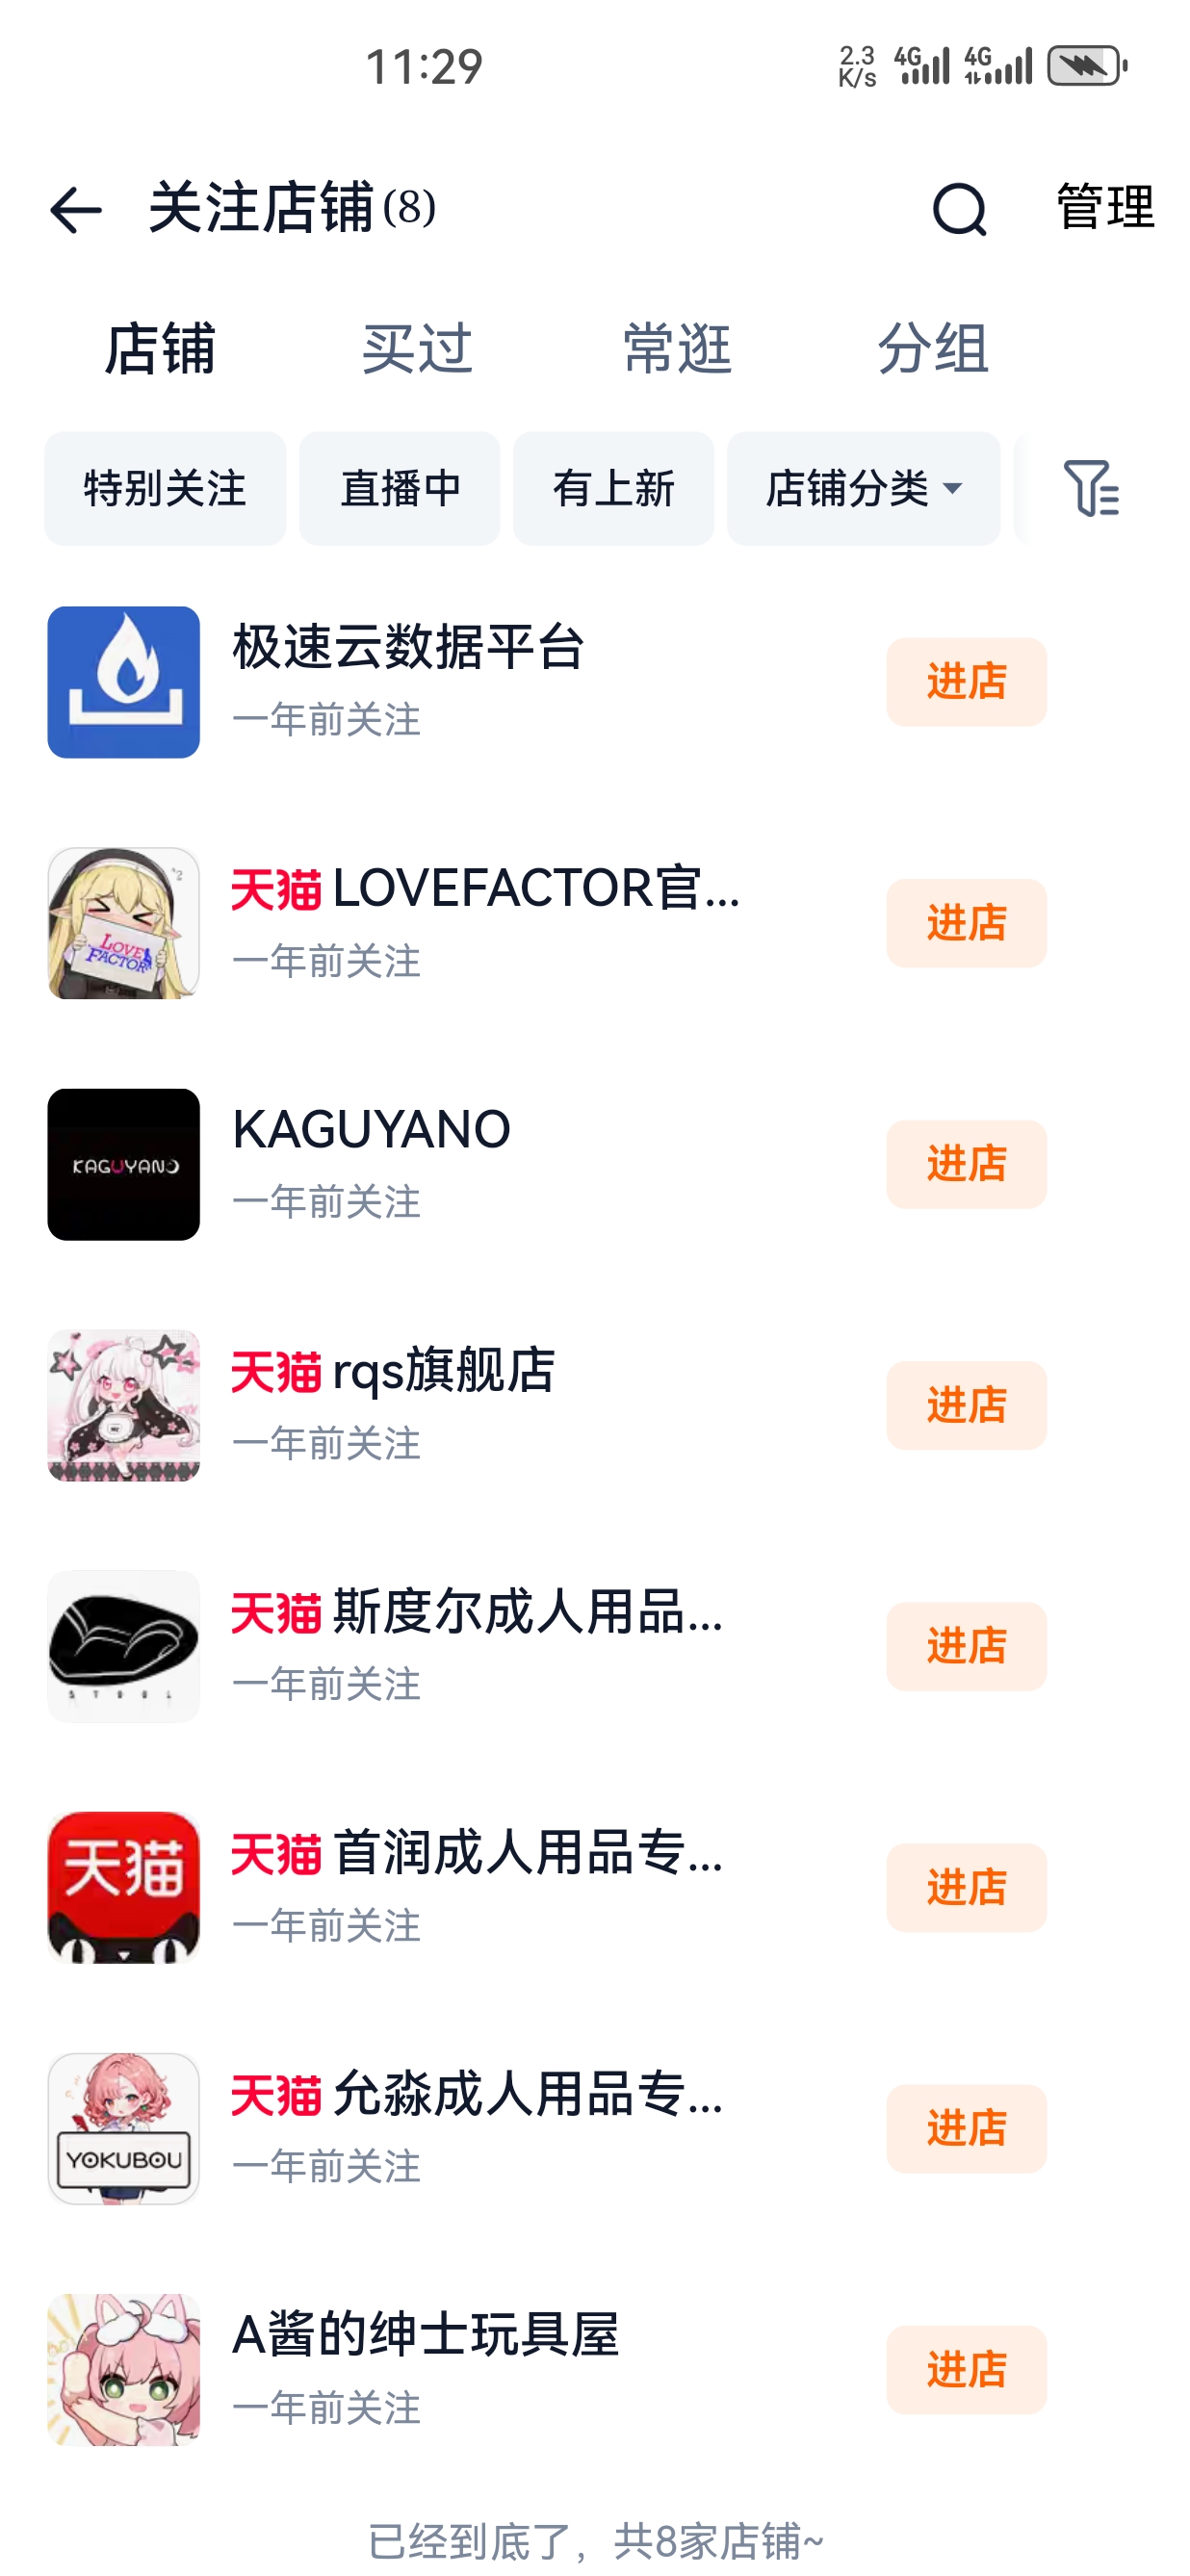 11:29
2.3 K/s 4G 4G
关注店铺(8)
管理
店铺 买过 常逛 分组
特别关注 直播中 有上新 店铺分类
极速云数据平台
一年前关注
进店
天猫 LOVEFACTOR官...
一年前关注
进店
LOVE
FACTOR
KAGUYANO
一年前关注
进店
KAGUYANO
天猫 rqs旗舰店
一年前关注
进店
天猫 斯度尔成人用品...
一年前关注
进店
天猫
天猫 首润成人用品专...
一年前关注
进店
YOKUBOU
天猫 允淼成人用品专...
一年前关注
进店
A酱的绅士玩具屋
一年前关注
进店
已经到底了，共8家店铺~